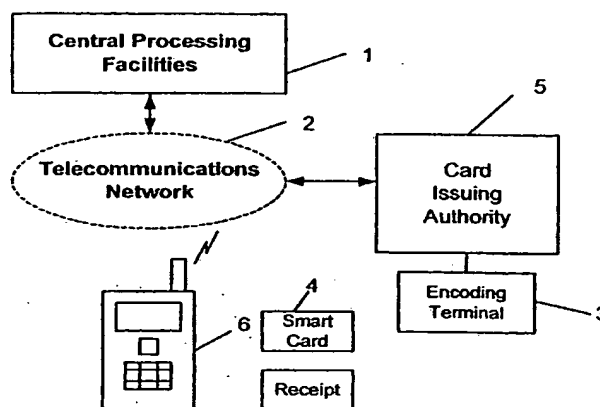 Central Processing
Facilities
1
5
2
Telecommunications
Network
Card
Issuing
Authority
4
Encoding
Terminal
3
6
Smart
Card
Receipt